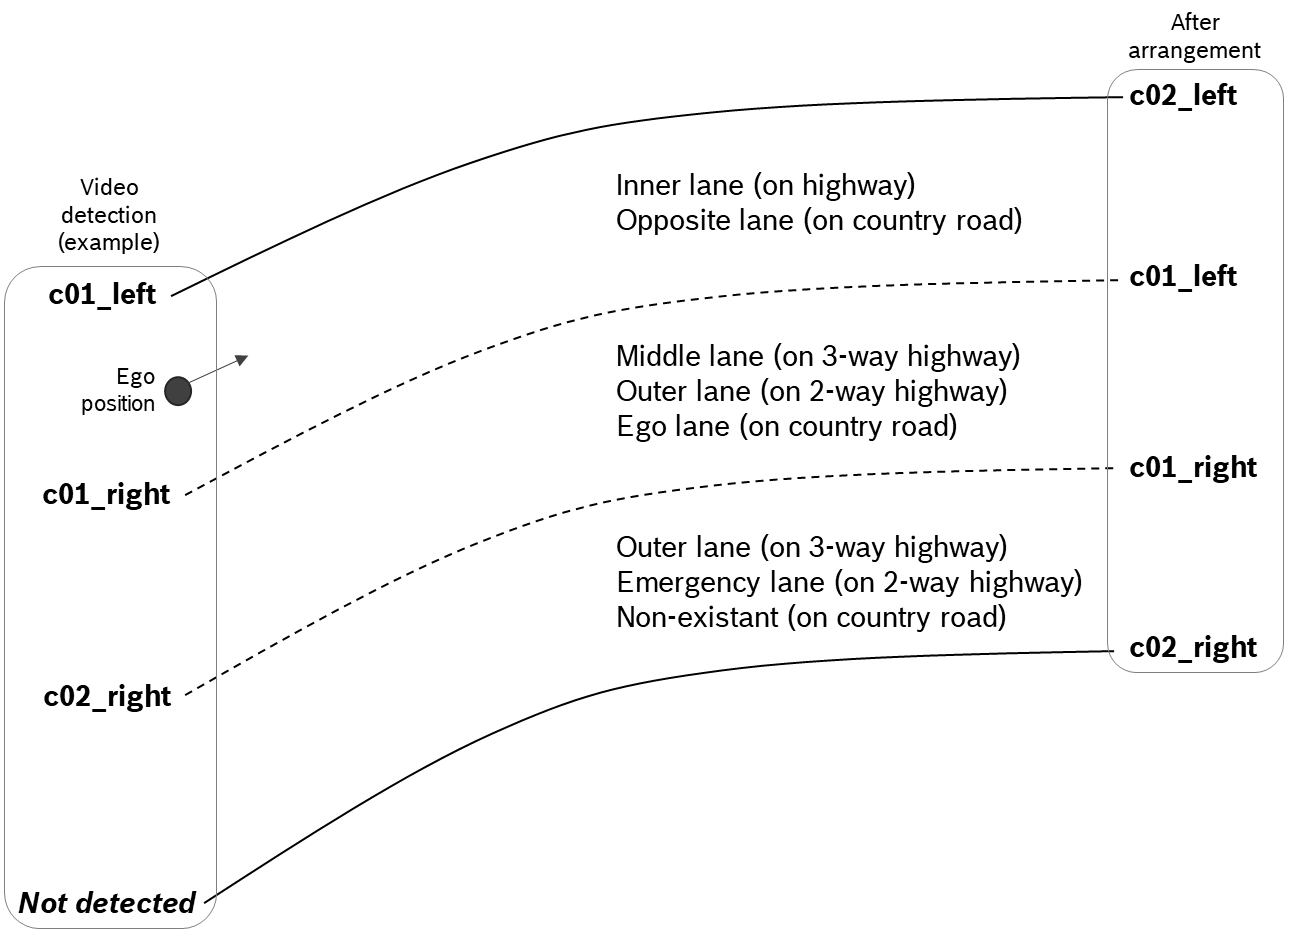 After
arrangement
c02_left
Inner lane (on highway)
Opposite lane (on country road)
Video
detection
(example)
c01_left
c01_left
Middle lane (on 3-way highway)
Outer lane (on 2-way highway)
Ego lane (on country road)
Ego
position
c01_right
c01_right
Outer lane (on 3-way highway)
Emergency lane (on 2-way highway)
Non-existant (on country road)
c02_right
c02_right
Not detected